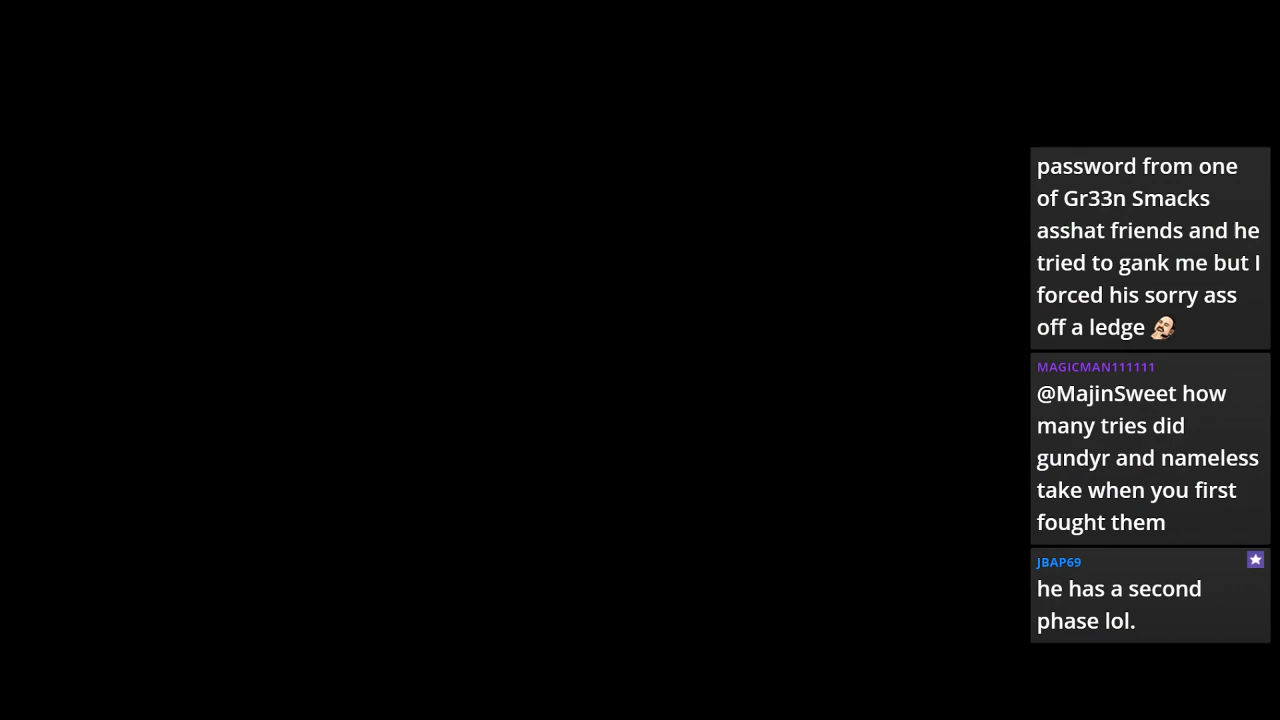 password from one
of Gr33n Smacks
asshat friends and he
tried to gank me but I
forced his sorry ass
off a ledge
MAGICMAN111111
@MajinSweet how
many tries did
gundyr and nameless
take when you first
fought them
JBAP69
he has a second
phase lol.